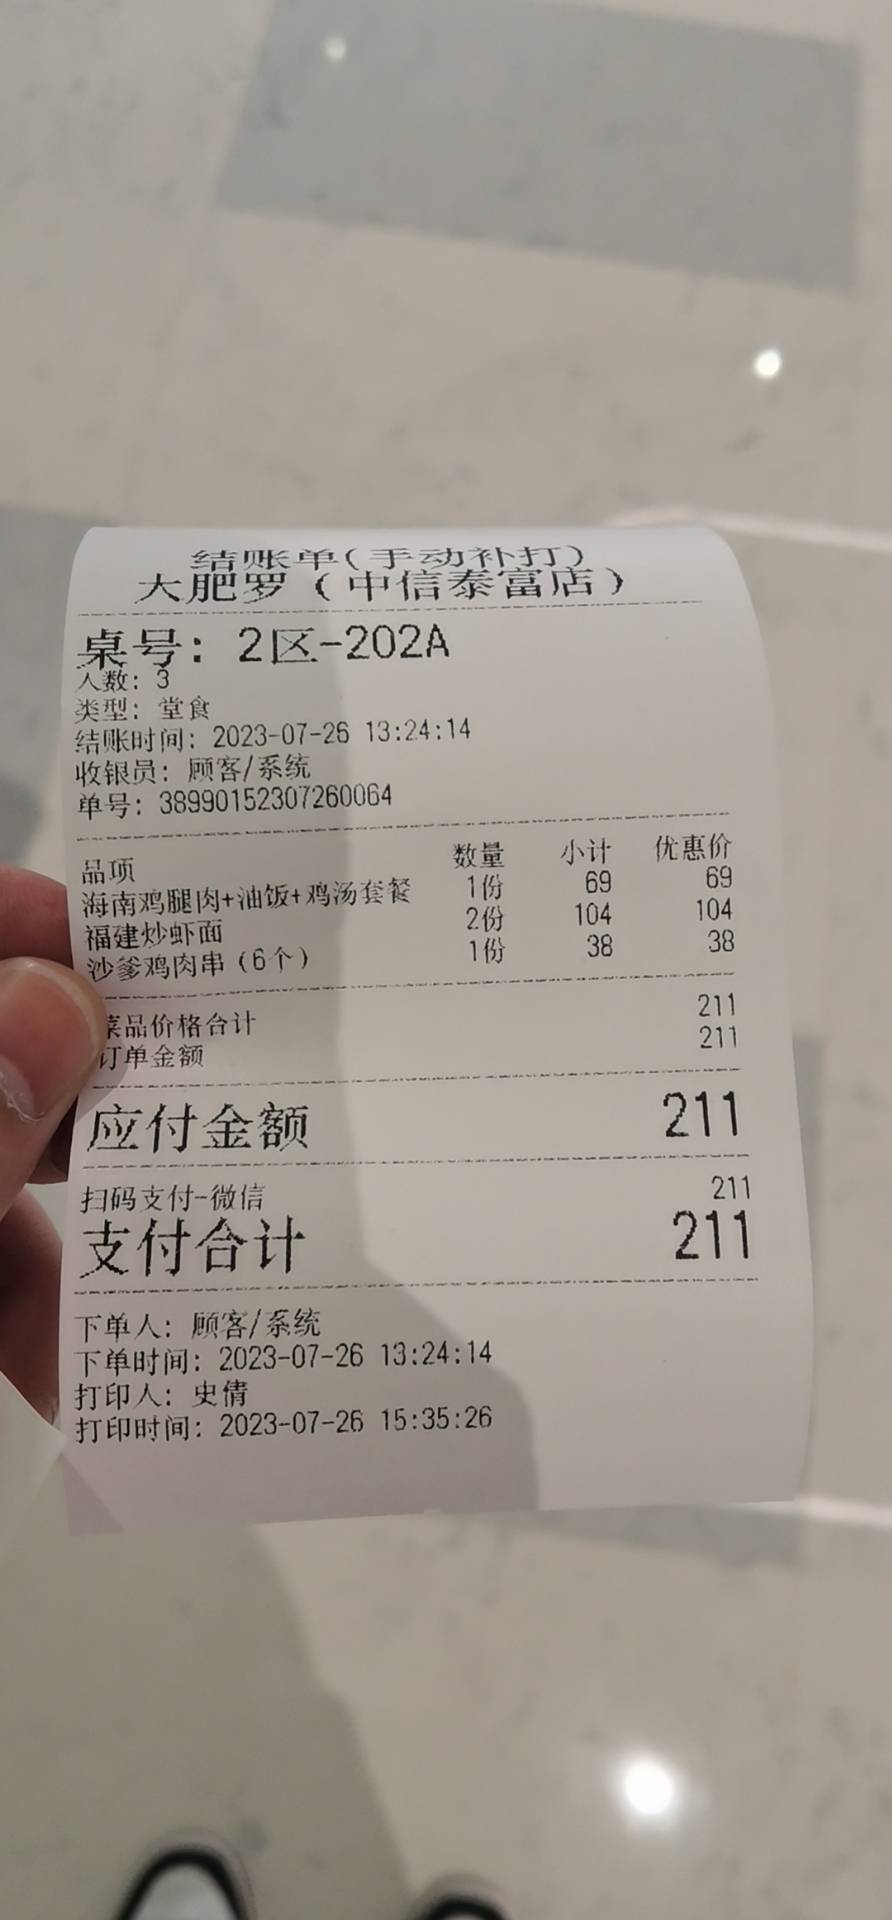 结账单(手动补打)
大肥罗（中信泰富店）
桌号：2区-202A
人数：3
类型：堂食
结账时间：2023-07-26 13:24:14
收银员：顾客/系统
单号：38990152307260064
品项 数量 小计 优惠价
海南鸡腿肉+油饭+鸡汤套餐 1份 69 69
福建炒虾面 2份 104 104
沙爹鸡肉串（6个） 1份 38 38
菜品价格合计 211
订单金额 211
应付金额 211
扫码支付-微信 211
支付合计 211
下单人：顾客/系统
下单时间：2023-07-26 13:24:14
打印人：史倩
打印时间：2023-07-26 15:35:26